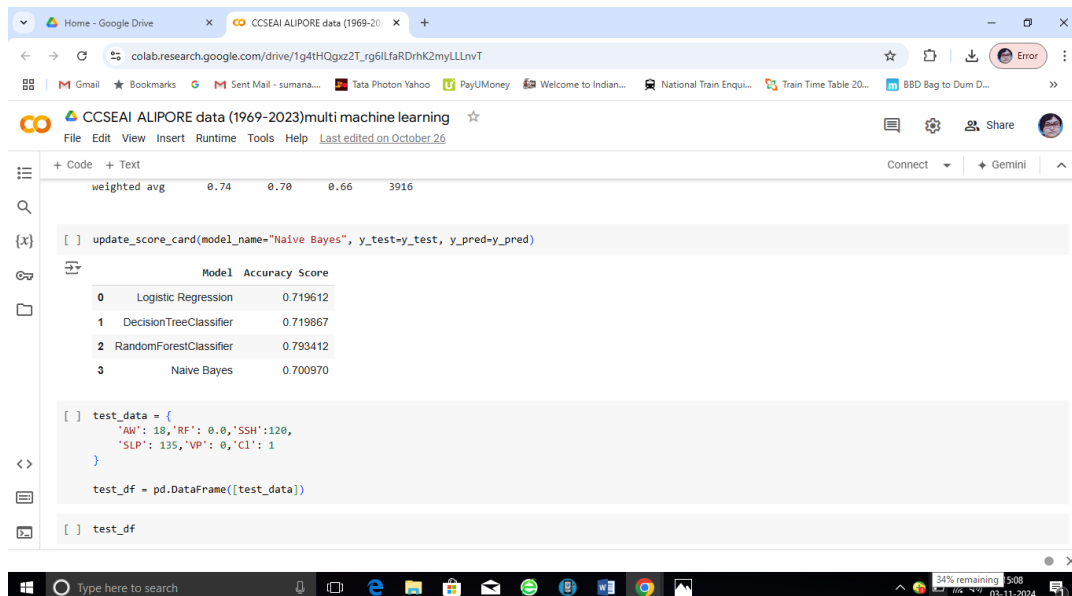 Home - Google Drive
CCSEAI ALIPORE data (1969-20
colab.research.google.com/drive/1g4tHQgxz2T_rg6ILfaRDrhK2myLLLnvT
Error
Gmail Bookmarks Sent Mail - sumana.... Tata Photon Yahoo PayUMoney Welcome to Indian... National Train Enqui... Train Time Table 20... BBD Bag to Dum D...
CCSEAI ALIPORE data (1969-2023)multi machine learning
Share
File Edit View Insert Runtime Tools Help Last edited on October 26
+ Code + Text Connect Gemini
weighted avg 0.74 0.70 0.66 3916
[ ] update_score_card(model_name="Naive Bayes", y_test=y_test, y_pred=y_pred)
Model Accuracy Score
0 Logistic Regression 0.719612
1 DecisionTreeClassifier 0.719867
2 RandomForestClassifier 0.793412
3 Naive Bayes 0.700970
[ ] test_data = {
'AW': 18,'RF': 0.0,'SSH':120,
'SLP': 135,'VP': 0,'Cl': 1
}
test_df = pd.DataFrame([test_data])
[ ] test_df
Type here to search
34% remaining 15:08
03-11-2024